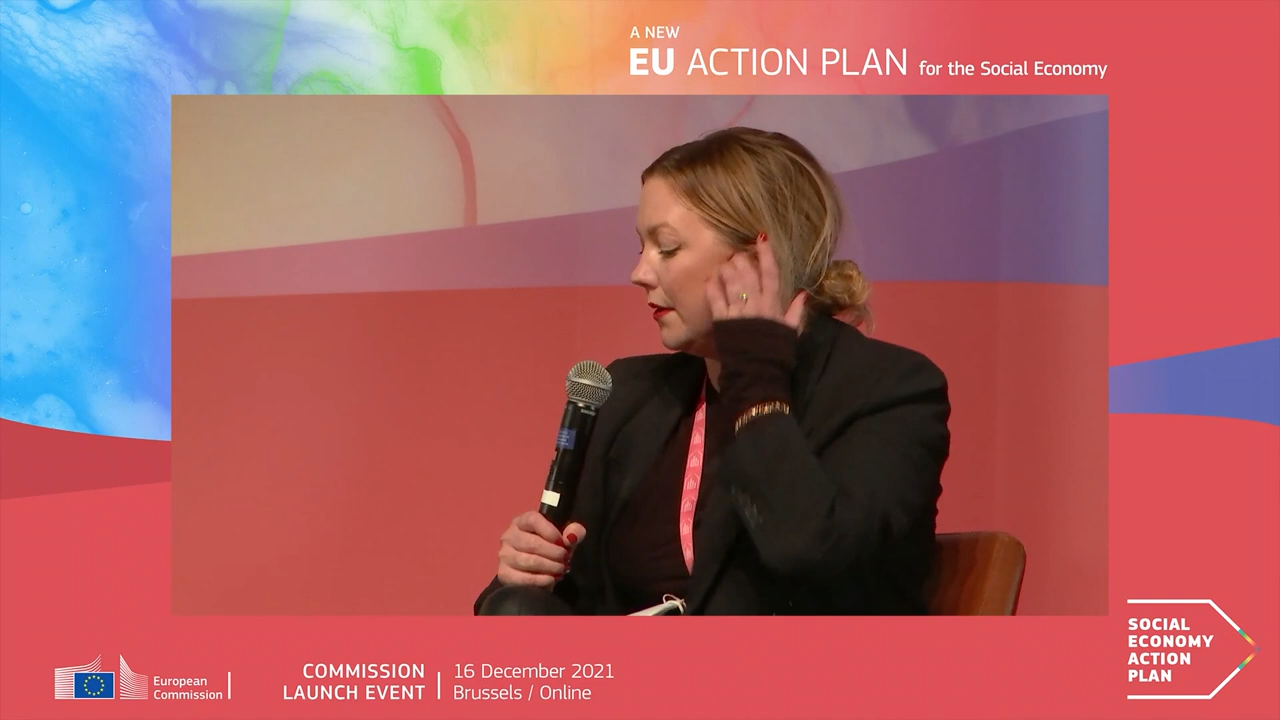 A NEW
EU ACTION PLAN for the Social Economy
SOCIAL
ECONOMY
ACTION
PLAN
European
Commission
COMMISSION
LAUNCH EVENT
16 December 2021
Brussels / Online